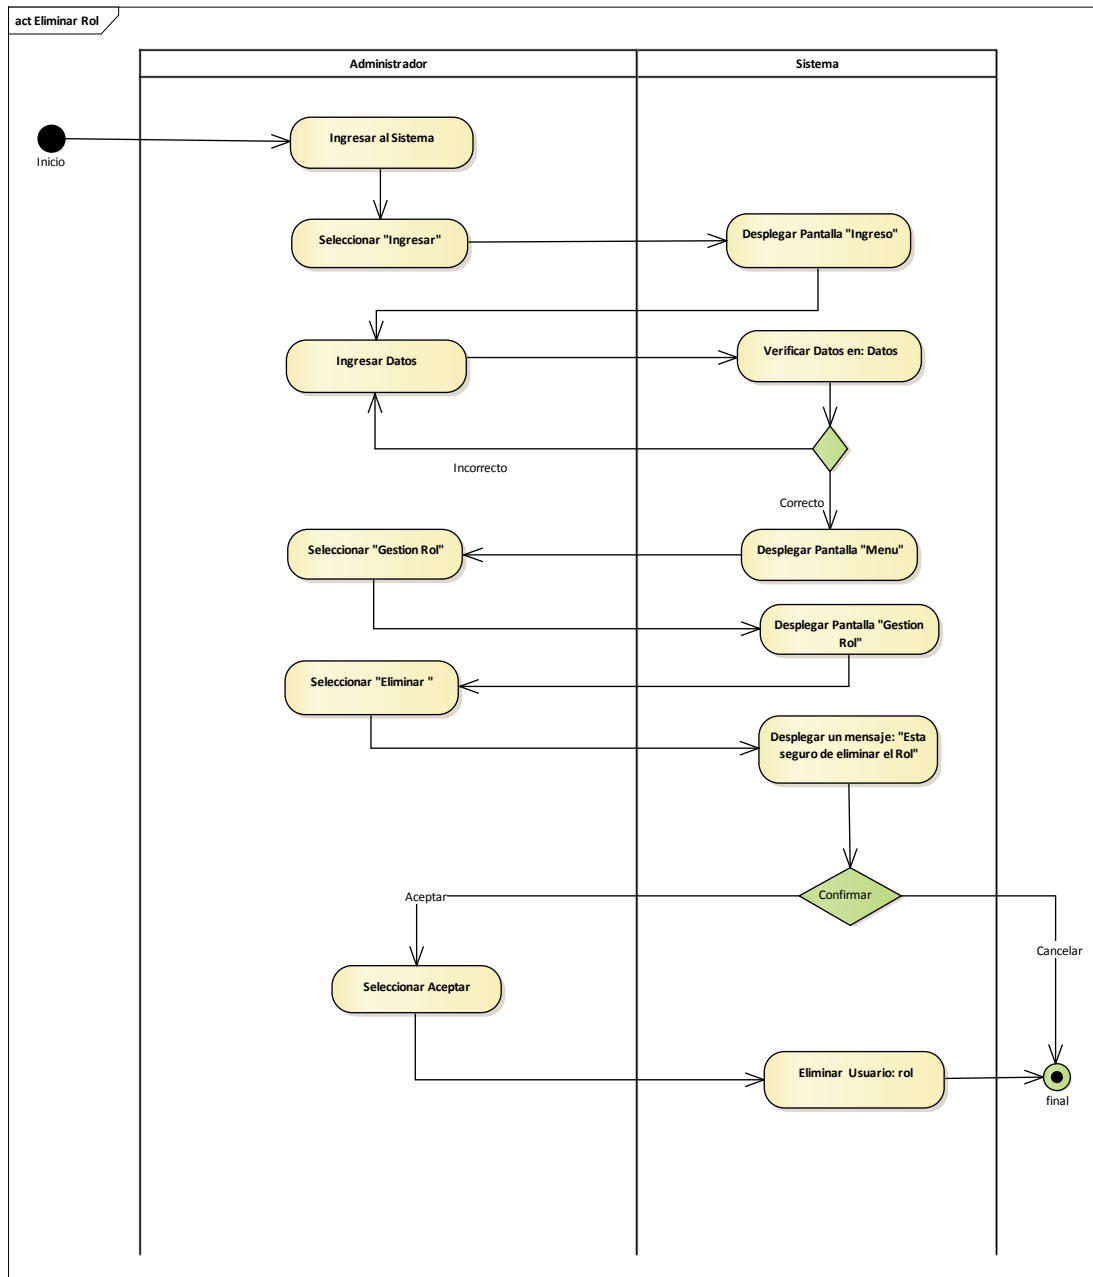 act Eliminar Rol
Administrador
Sistema
Inicio
Ingresar al Sistema
Seleccionar "Ingresar"
Desplegar Pantalla "Ingreso"
Ingresar Datos
Verificar Datos en: Datos
Incorrecto
Correcto
Seleccionar "Gestion Rol"
Desplegar Pantalla "Menu"
Desplegar Pantalla "Gestion
Rol"
Seleccionar "Eliminar "
Desplegar un mensaje: "Esta
seguro de eliminar el Rol"
Confirmar
Aceptar
Cancelar
Seleccionar Aceptar
Eliminar  Usuario: rol
final